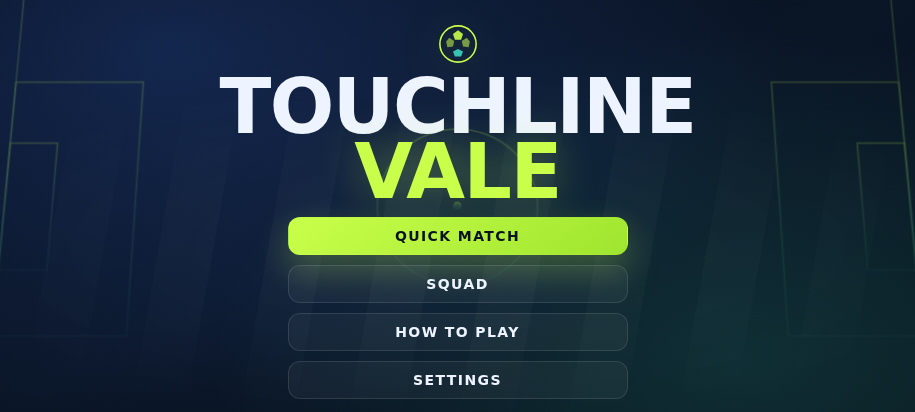 TOUCHLINE
VALE
QUICK MATCH
SQUAD
HOW TO PLAY
SETTINGS